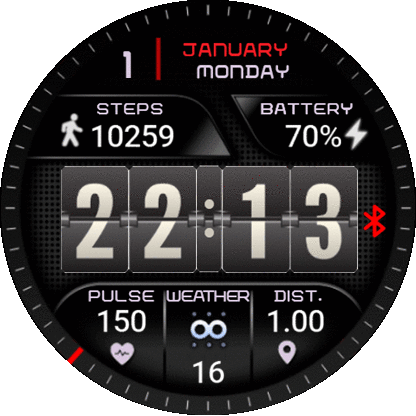 1
JANUARY
MONDAY
STEPS
10259
BATTERY
70%
22:13
PULSE
150
WEATHER
16
DIST.
1.00